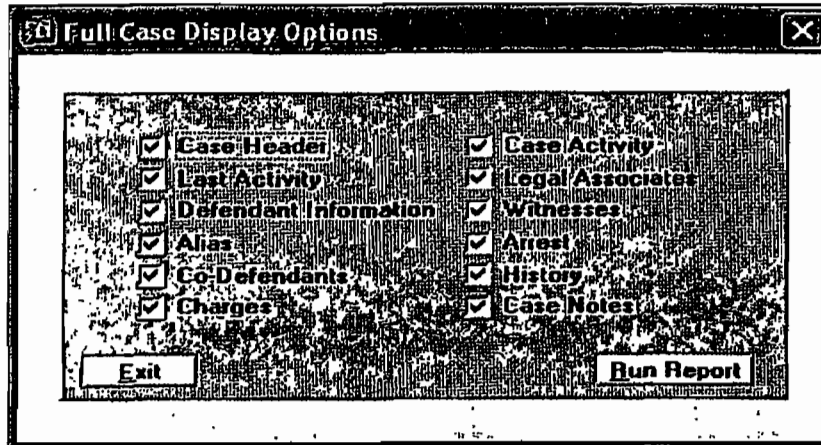 Full Case Display Options
Case Header
Last Activity
Defendant Information
Alias
Co-Defendants
Charges
Case Activity
Legal Associates
Witnesses
Arrest
History
Case Notes
Exit
Run Report